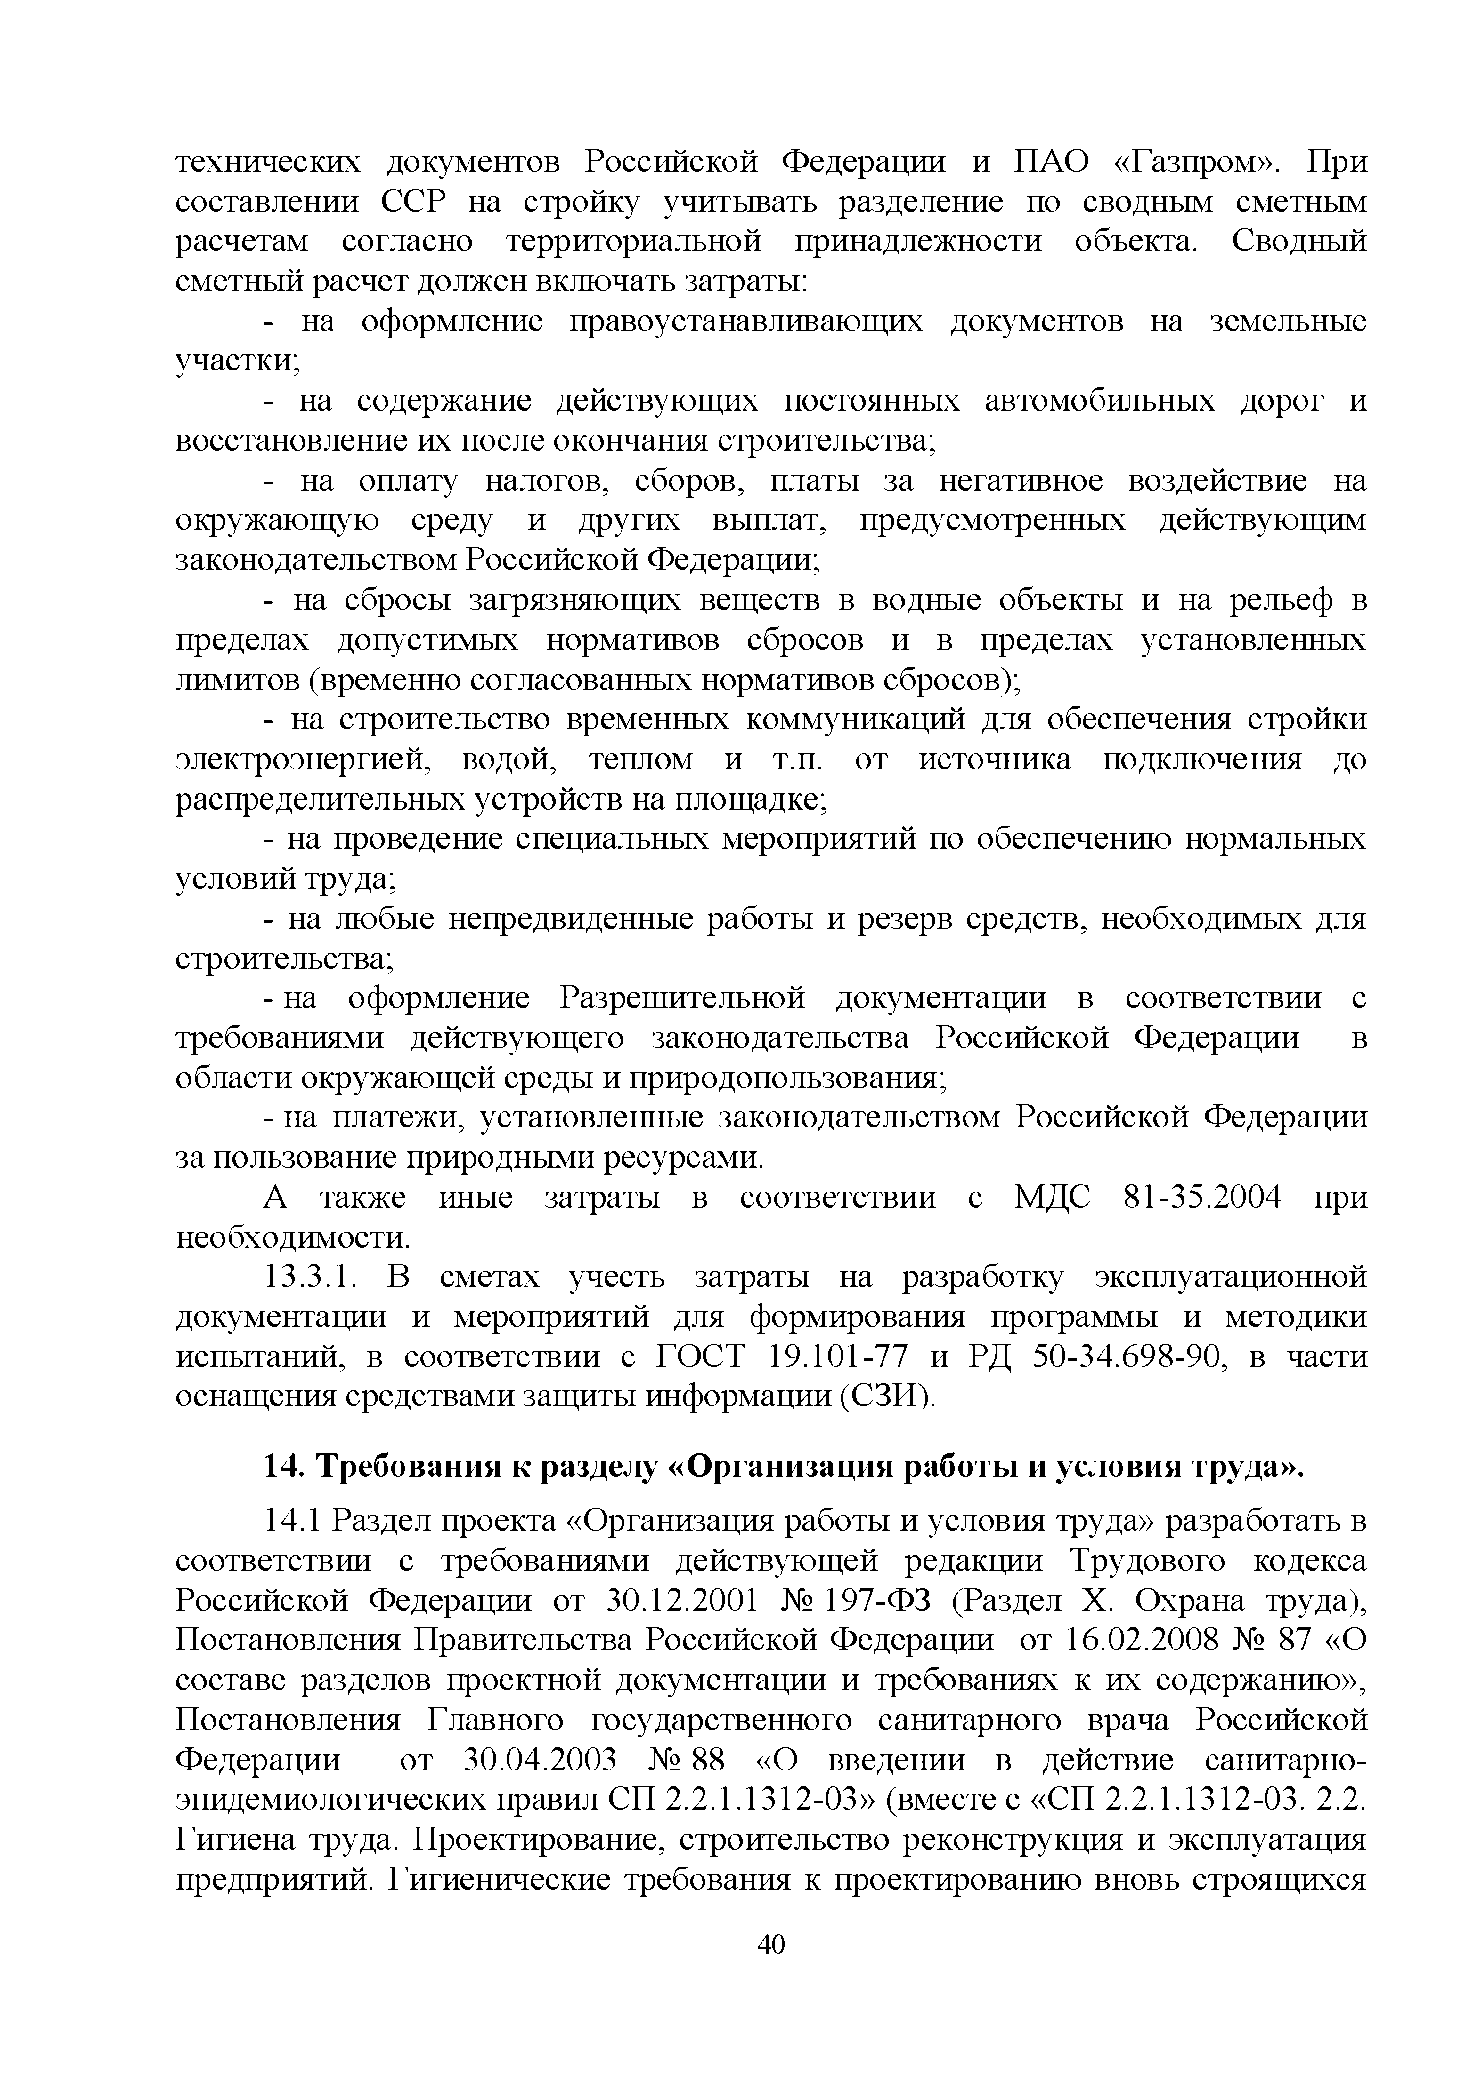 технических документов Российской Федерации и ПАО «Газпром». При
составлении ССР на стройку учитывать разделение по сводным сметным
расчетам согласно территориальной принадлежности объекта. Сводный
сметный расчет должен включать затраты:
- на оформление правоустанавливающих документов на земельные
участки;
- на содержание действующих постоянных автомобильных дорог и
восстановление их после окончания строительства;
- на оплату налогов, сборов, платы за негативное воздействие на
окружающую среду и других выплат, предусмотренных действующим
законодательством Российской Федерации;
- на сбросы загрязняющих веществ в водные объекты и на рельеф в
пределах допустимых нормативов сбросов и в пределах установленных
лимитов (временно согласованных нормативов сбросов);
- на строительство временных коммуникаций для обеспечения стройки
электроэнергией, водой, теплом и т.п. от источника подключения до
распределительных устройств на площадке;
- на проведение специальных мероприятий по обеспечению нормальных
условий труда;
- на любые непредвиденные работы и резерв средств, необходимых для
строительства;
- на оформление Разрешительной документации в соответствии с
требованиями действующего законодательства Российской Федерации в
области окружающей среды и природопользования;
- на платежи, установленные законодательством Российской Федерации
за пользование природными ресурсами.
А также иные затраты в соответствии с МДС 81-35.2004 при
необходимости.
13.3.1. В сметах учесть затраты на разработку эксплуатационной
документации и мероприятий для формирования программы и методики
испытаний, в соответствии с ГОСТ 19.101-77 и РД 50-34.698-90, в части
оснащения средствами защиты информации (СЗИ).
14. Требования к разделу «Организация работы и условия труда».
14.1 Раздел проекта «Организация работы и условия труда» разработать в
соответствии с требованиями действующей редакции Трудового кодекса
Российской Федерации от 30.12.2001 № 197-ФЗ (Раздел X. Охрана труда),
Постановления Правительства Российской Федерации от 16.02.2008 № 87 «О
составе разделов проектной документации и требованиях к их содержанию»,
Постановления Главного государственного санитарного врача Российской
Федерации от 30.04.2003 № 88 «О введении в действие санитарно-
эпидемиологических правил СП 2.2.1.1312-03» (вместе с «СП 2.2.1.1312-03. 2.2.
Гигиена труда. Проектирование, строительство реконструкция и эксплуатация
предприятий. Гигиенические требования к проектированию вновь строящихся
40